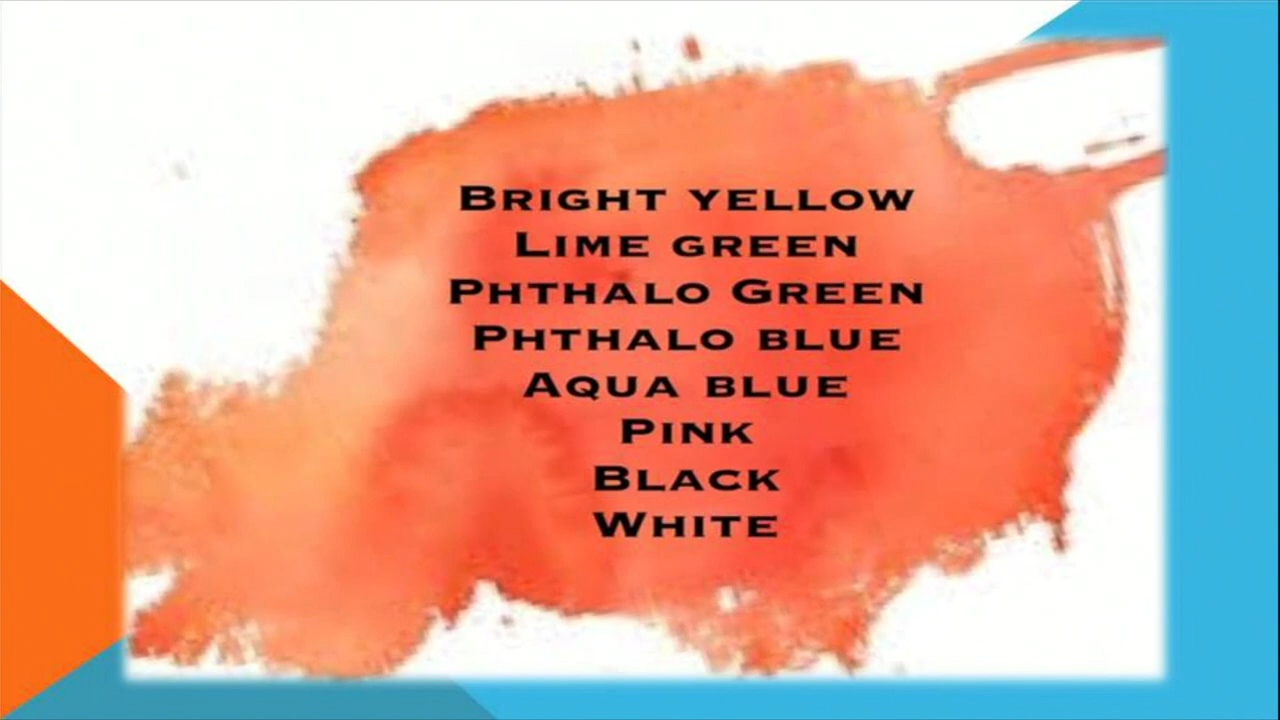 Bright yellow
Lime green
Phthalo Green
Phthalo blue
Aqua blue
Pink
Black
White